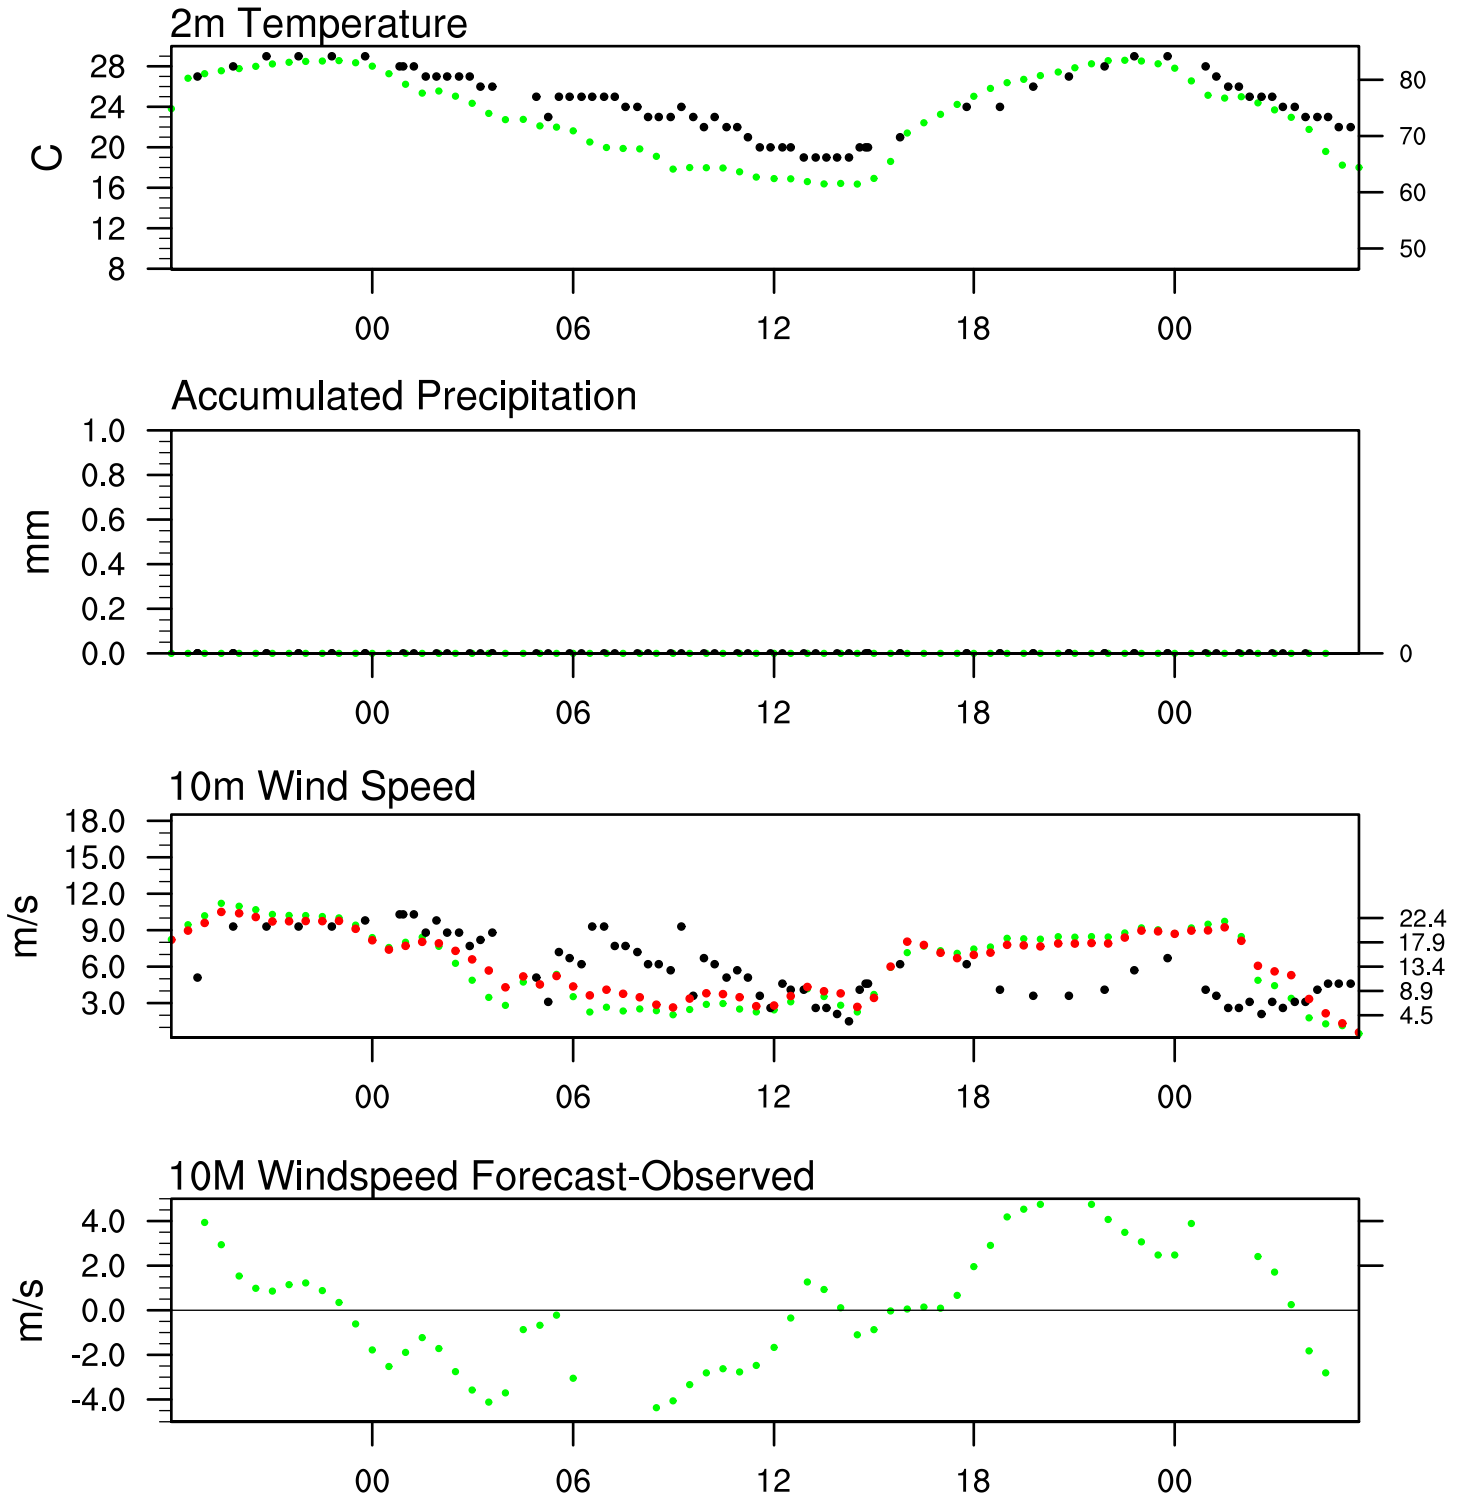 2m Temperature
28
24
20
16
12
8
C
80
70
60
50
00 06 12 18 00
Accumulated Precipitation
1.0
0.8
0.6
0.4
0.2
0.0
mm
0
00 06 12 18 00
10m Wind Speed
18.0
15.0
12.0
9.0
6.0
3.0
m/s
22.4
17.9
13.4
8.9
4.5
00 06 12 18 00
10M Windspeed Forecast-Observed
4.0
2.0
0.0
-2.0
-4.0
m/s
00 06 12 18 00